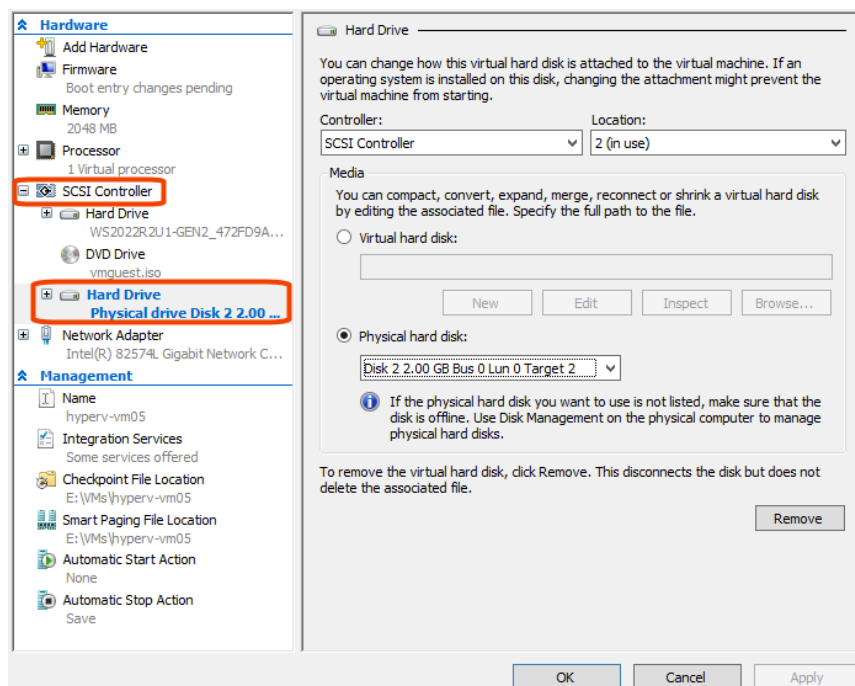 Hardware
Add Hardware
Firmware
Boot entry changes pending
Memory
2048 MB
Processor
1 Virtual processor
SCSI Controller
Hard Drive
WS2022R2U1-GEN2_472FD9A...
DVD Drive
vmguest.iso
Hard Drive
Physical drive Disk 2 2.00 ...
Network Adapter
Intel(R) 82574L Gigabit Network C...
Management
Name
hyperv-vm05
Integration Services
Some services offered
Checkpoint File Location
E:\VMs\hyperv-vm05
Smart Paging File Location
E:\VMs\hyperv-vm05
Automatic Start Action
None
Automatic Stop Action
Save
Hard Drive
You can change how this virtual hard disk is attached to the virtual machine. If an
operating system is installed on this disk, changing the attachment might prevent the
virtual machine from starting.
Controller: Location:
SCSI Controller 2 (in use)
Media
You can compact, convert, expand, merge, reconnect or shrink a virtual hard disk
by editing the associated file. Specify the full path to the file.
Virtual hard disk:
New Edit Inspect Browse...
Physical hard disk:
Disk 2 2.00 GB Bus 0 Lun 0 Target 2
If the physical hard disk you want to use is not listed, make sure that the
disk is offline. Use Disk Management on the physical computer to manage
physical hard disks.
To remove the virtual hard disk, click Remove. This disconnects the disk but does not
delete the associated file.
Remove
OK Cancel Apply